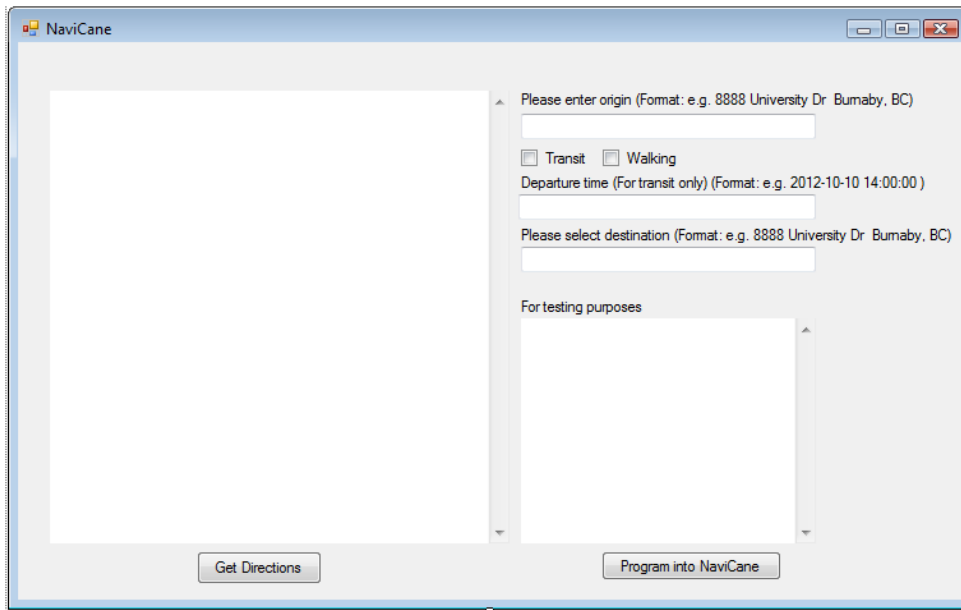 NaviCane
Please enter origin (Format: e.g. 8888 University Dr  Burnaby, BC)
Transit  Walking
Departure time (For transit only) (Format: e.g. 2012-10-10 14:00:00 )
Please select destination (Format: e.g. 8888 University Dr  Burnaby, BC)
For testing purposes
Get Directions
Program into NaviCane